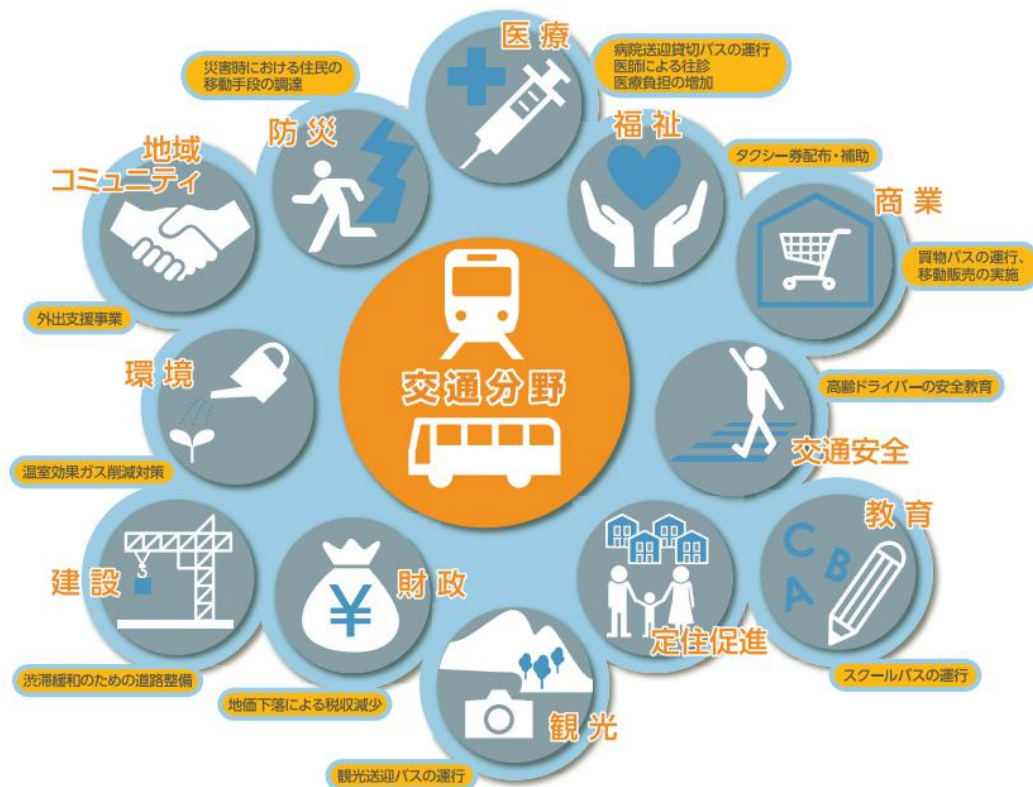 医療
病院送迎貸切バスの運行
医師による往診
医療負担の増加
災害時における住民の
移動手段の調達
防災
福祉
タクシー券配布・補助
地域
コミュニティ
商業
買物バスの運行、
移動販売の実施
外出支援事業
環境
交通分野
高齢ドライバーの安全教育
交通安全
温室効果ガス削減対策
教育
C
B
A
建設
財政
¥
定住促進
渋滞緩和のための道路整備
地価下落による税収減少
スクールバスの運行
観光
観光送迎バスの運行